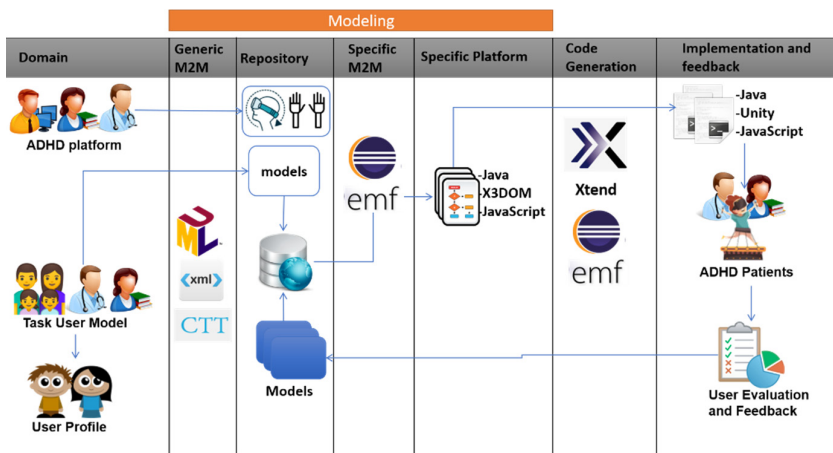 Modeling
Domain
Generic
M2M
Repository
Specific
M2M
Specific Platform
Code
Generation
Implementation and
feedback
ADHD platform
-Java
-Unity
-JavaScript
models
UML
emf
-Java
-X3DOM
-JavaScript
Xtend
<xml>
emf
ADHD Patients
Task User Model
CTT
Models
User Evaluation
and Feedback
User Profile